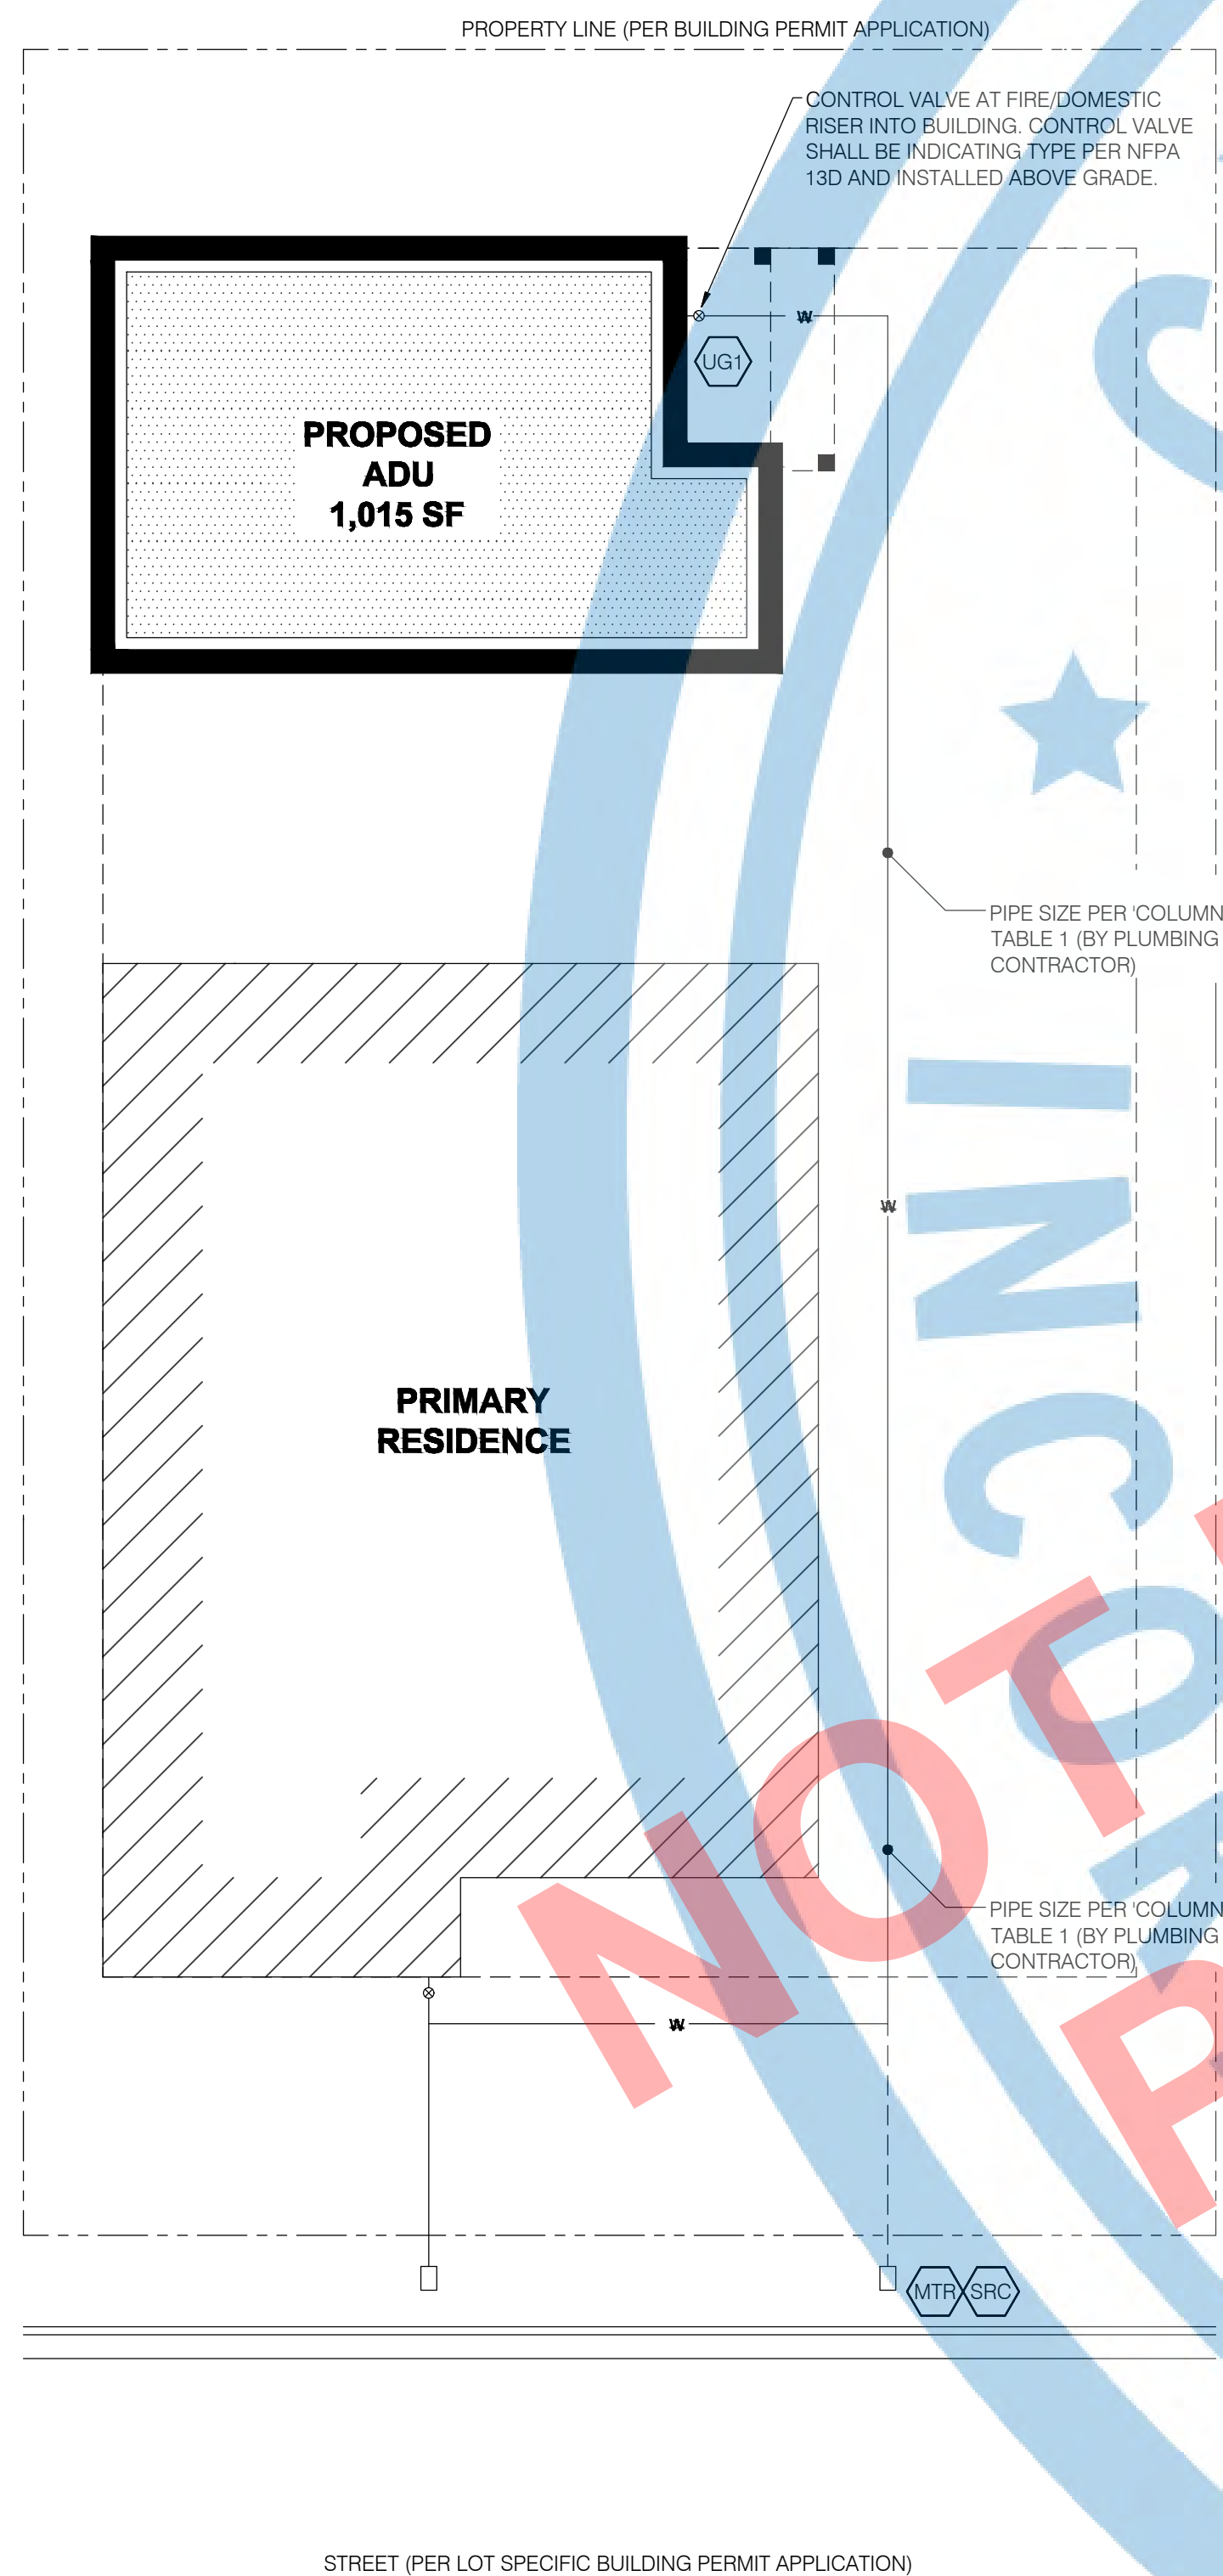 PROPERTY LINE (PER BUILDING PERMIT APPLICATION)
CONTROL VALVE AT FIRE/DOMESTIC
RISER INTO BUILDING. CONTROL VALVE
SHALL BE INDICATING TYPE PER NFPA
13D AND INSTALLED ABOVE GRADE.
W
UG1
PROPOSED
ADU
1,015 SF
PIPE SIZE PER 'COLUMN
TABLE 1 (BY PLUMBING
CONTRACTOR)
W
PRIMARY
RESIDENCE
PIPE SIZE PER 'COLUMN
TABLE 1 (BY PLUMBING
CONTRACTOR)
W
MTR SRC
STREET (PER LOT SPECIFIC BUILDING PERMIT APPLICATION)
NOT